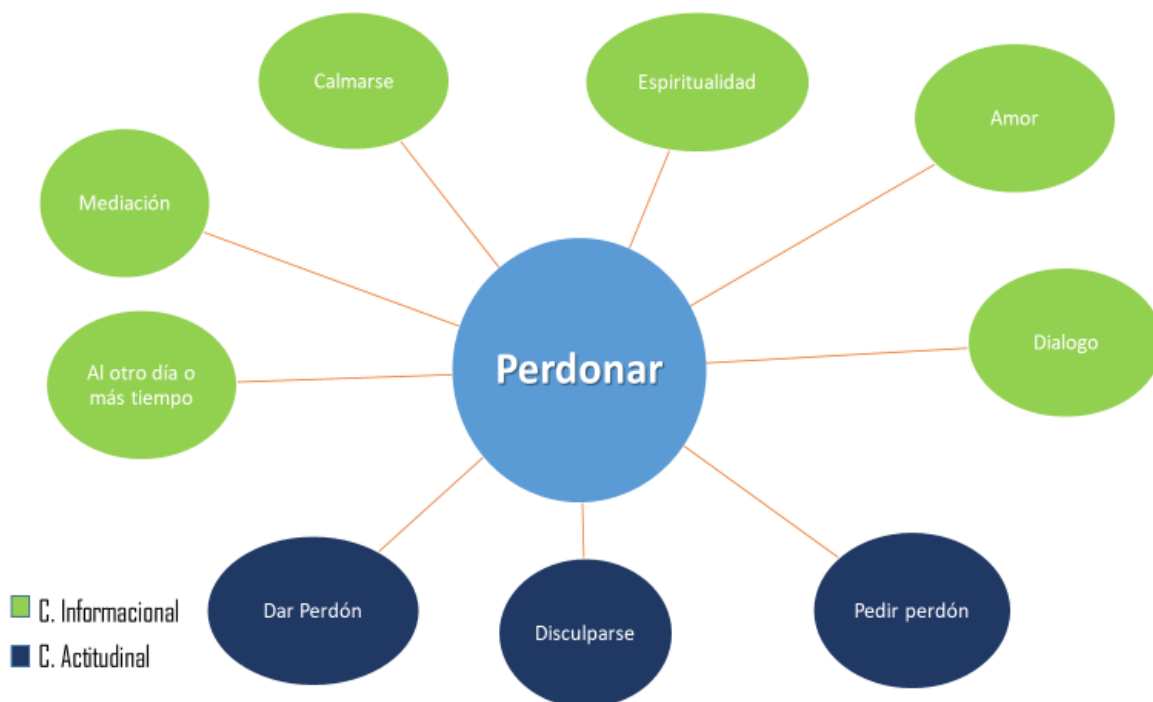 Calmarse
Espiritualidad
Amor
Mediación
Dialogo
Perdonar
Al otro día o
más tiempo
Dar Perdón
Disculparse
Pedir perdón
C. Informacional
C. Actitudinal